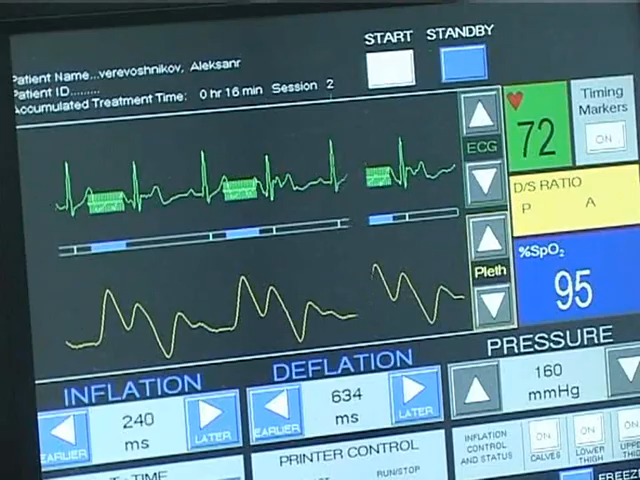 START STANDBY
Patient Name...verevoshnikov, Aleksanr
Patient ID.........
Accumulated Treatment Time: 0 hr 16 min Session 2
ECG
72
Timing
Markers
ON
D/S RATIO
P A
Pleth
%SpO₂
95
INFLATION
EARLIER
240
ms
LATER
DEFLATION
EARLIER
634
ms
LATER
PRESSURE
160
mmHg
PRINTER CONTROL
RUN/STOP
INFLATION
CONTROL
AND STATUS
ON
CALVES
ON
LOWER
THIGH
ON
THIGH